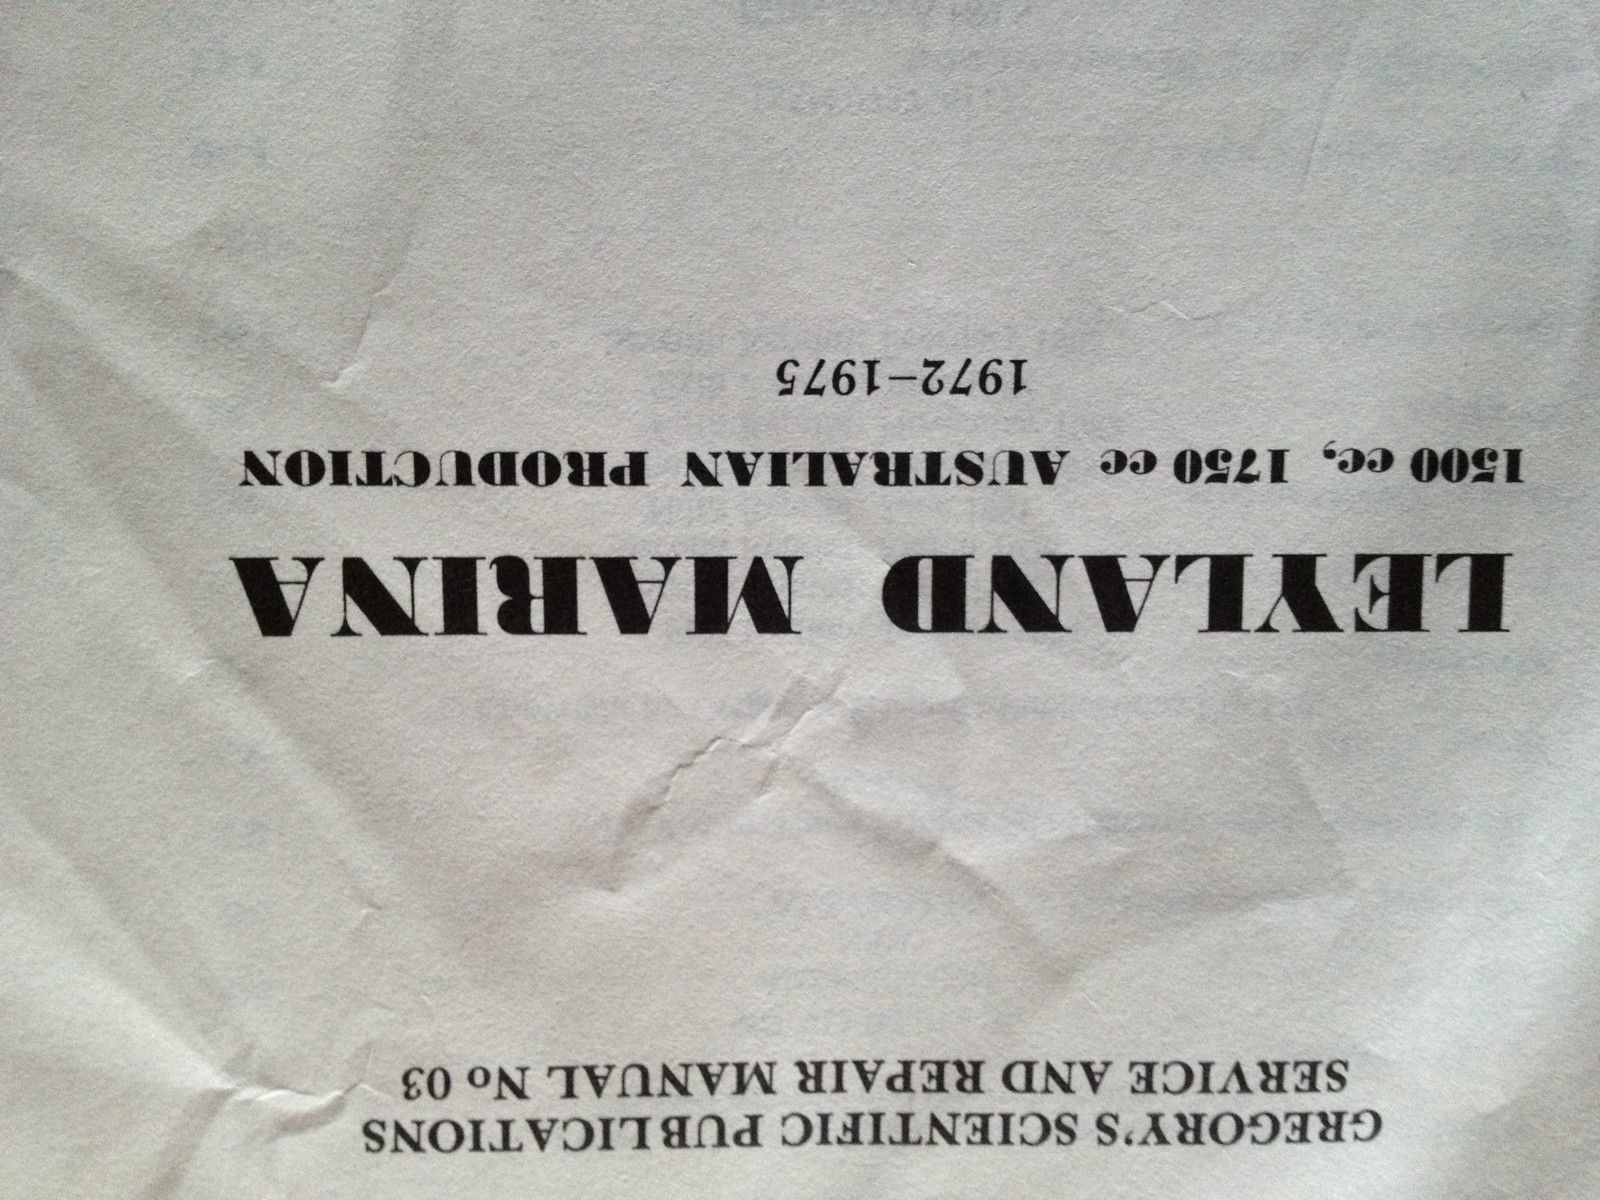 GREGORY'S SCIENTIFIC PUBLICATIONS
SERVICE AND REPAIR MANUAL No 03
LEYLAND MARINA
1500 cc, 1750 cc AUSTRALIAN PRODUCTION
1972–1975